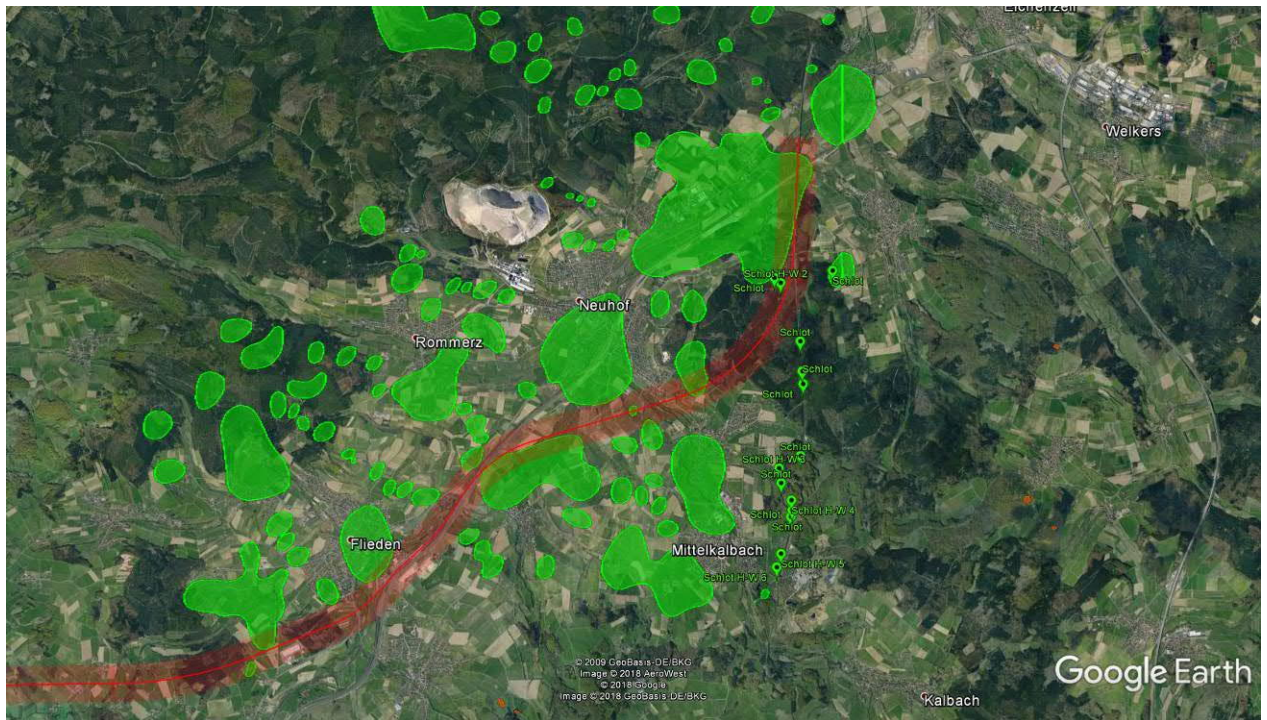 Eichenzell
Welkers
Schlot H-W 2
Schlot
Schlot
Neuhof
Schlot
Rommerz
Schlot
Schlot
Schlot
Schlot H-W 3
Schlot
Schlot
Schlot H-W 4
Schlot
Flieden
Mittelkalbach
Schlot H-W 5
Schlot H-W 6
© 2009 GeoBasis-DE/BKG
Image © 2018 AeroWest
© 2018 Google
Image © 2018 GeoBasis-DE/BKG
Google Earth
Kalbach